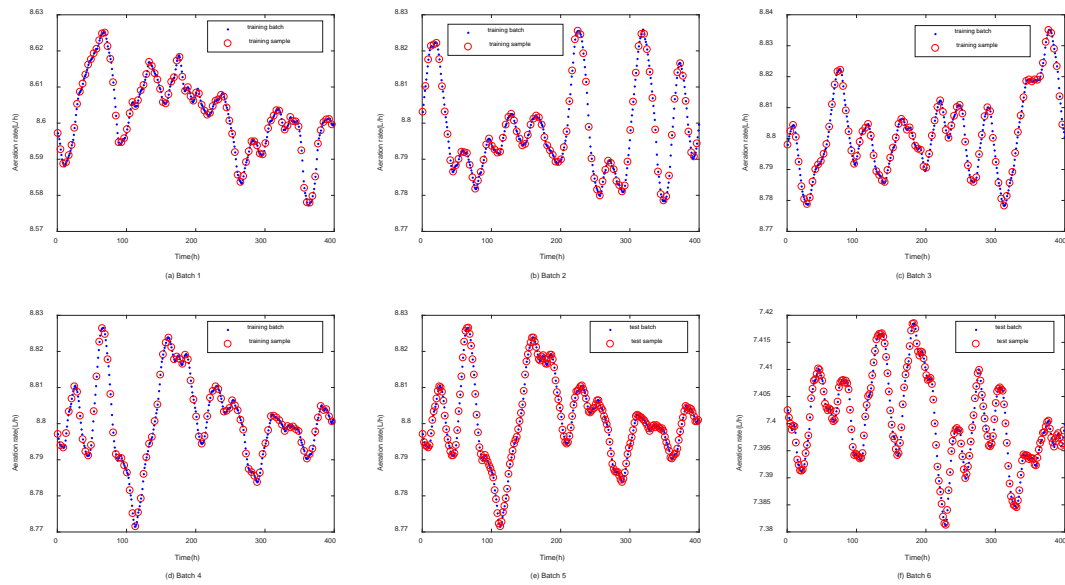 8.63
8.62
8.61
8.6
8.59
8.58
8.57
0 100 200 300 400
Aeration rate(L/h)
Time(h)
training batch
training sample
(a) Batch 1
8.83
8.82
8.81
8.8
8.79
8.78
8.77
0 100 200 300 400
Aeration rate(L/h)
Time(h)
training batch
training sample
(b) Batch 2
8.84
8.83
8.82
8.81
8.8
8.79
8.78
8.77
0 100 200 300 400
Aeration rate(L/h)
Time(h)
training batch
training sample
(c) Batch 3
8.83
8.82
8.81
8.8
8.79
8.78
8.77
0 100 200 300 400
Aeration rate(L/h)
Time(h)
training batch
training sample
(d) Batch 4
8.83
8.82
8.81
8.8
8.79
8.78
8.77
0 100 200 300 400
Aeration rate(L/h)
Time(h)
test batch
test sample
(e) Batch 5
7.42
7.415
7.41
7.405
7.4
7.395
7.39
7.385
7.38
0 100 200 300 400
Aeration rate(L/h)
Time(h)
test batch
test sample
(f) Batch 6